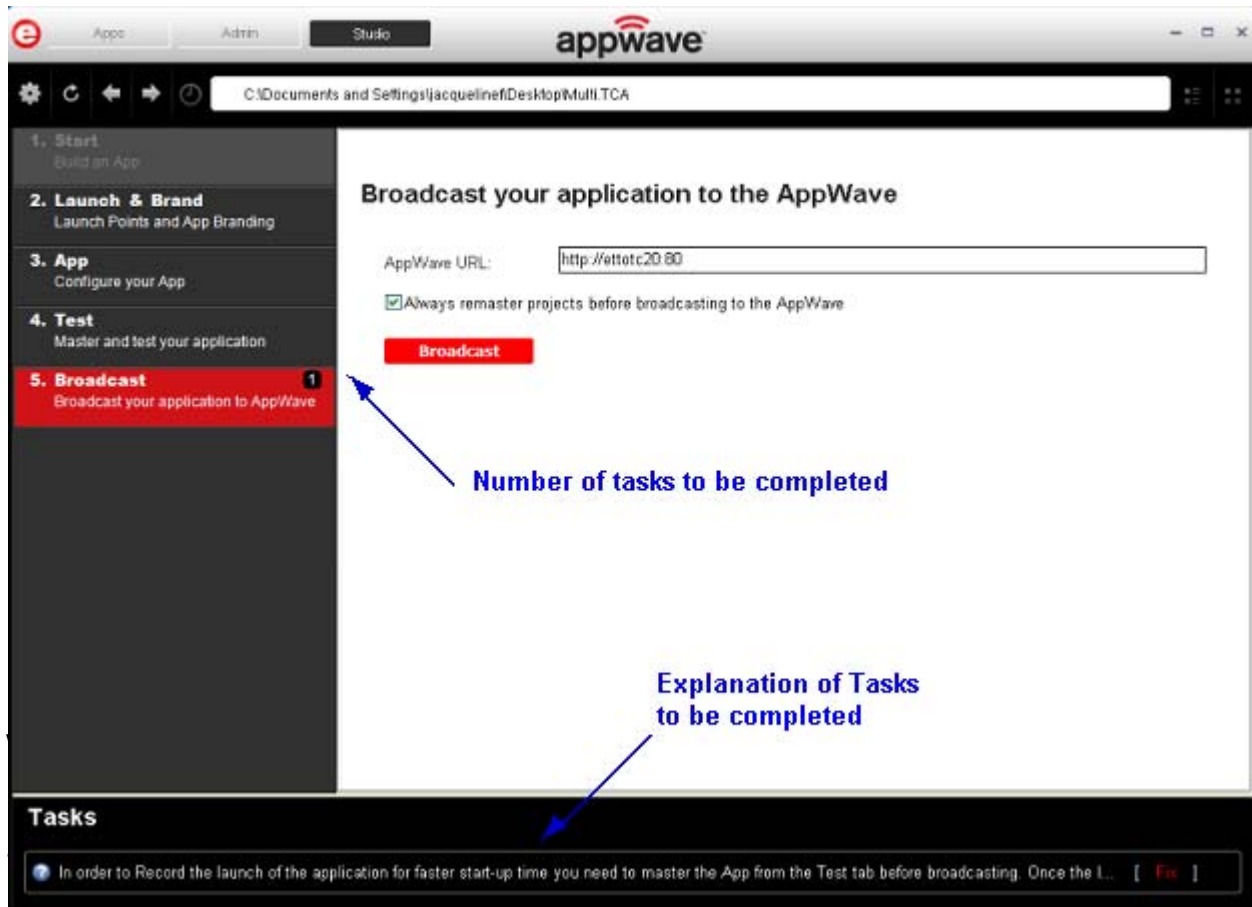 Apps Admin Studio appwave
C:\Documents and Settings\jacquelinef\Desktop\Multi.TCA
1. Start
Build an App
2. Launch & Brand
Launch Points and App Branding
3. App
Configure your App
4. Test
Master and test your application
5. Broadcast 1
Broadcast your application to AppWave
Broadcast your application to the AppWave
AppWave URL: http://ettotc20:80
Always remaster projects before broadcasting to the AppWave
Broadcast
Number of tasks to be completed
Explanation of Tasks
to be completed
Tasks
In order to Record the launch of the application for faster start-up time you need to master the App from the Test tab before broadcasting. Once the l... [ Fix ]